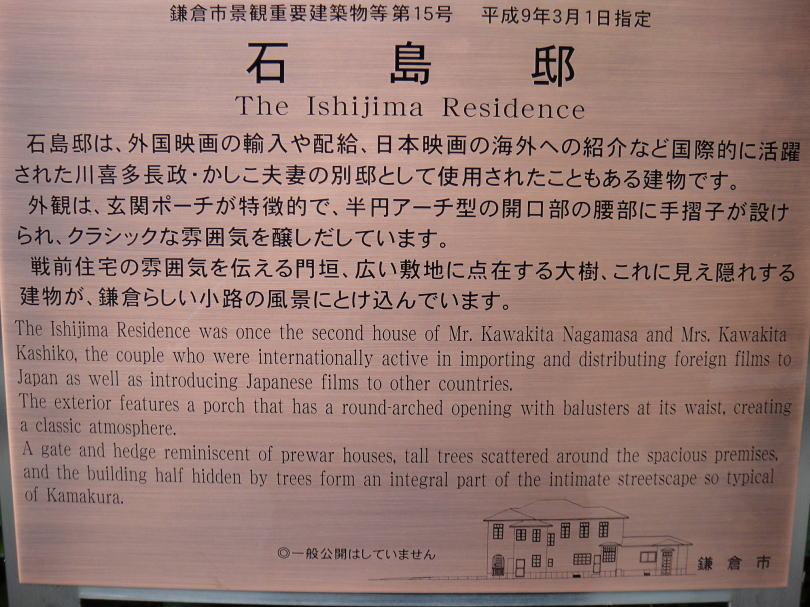 鎌倉市景観重要建築物等第15号　平成9年3月1日指定
石島邸
The Ishijima Residence
石島邸は、外国映画の輸入や配給、日本映画の海外への紹介など国際的に活躍
された川喜多長政・かしこ夫妻の別邸として使用されたこともある建物です。
外観は、玄関ポーチが特徴的で、半円アーチ型の開口部の腰部に手摺子が設け
られ、クラシックな雰囲気を醸しだしています。
戦前住宅の雰囲気を伝える門垣、広い敷地に点在する大樹、これに見え隠れする
建物が、鎌倉らしい小路の風景にとけ込んでいます。
The Ishijima Residence was once the second house of Mr. Kawakita Nagamasa and Mrs. Kawakita
Kashiko, the couple who were internationally active in importing and distributing foreign films to
Japan as well as introducing Japanese films to other countries.
The exterior features a porch that has a round-arched opening with balusters at its waist, creating
a classic atmosphere.
A gate and hedge reminiscent of prewar houses, tall trees scattered around the spacious premises,
and the building half hidden by trees form an integral part of the intimate streetscape so typical
of Kamakura.
◎一般公開はしていません
鎌倉市